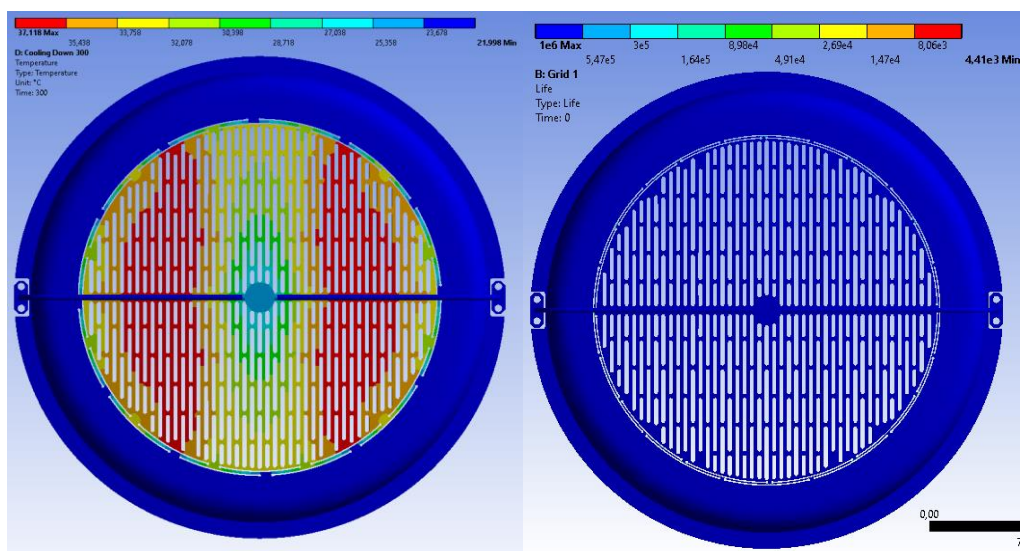 37,118 Max 33,758 30,398 27,038 23,678
35,438 32,078 28,718 25,358 21,998 Min
D: Cooling Down 300
Temperature
Type: Temperature
Unit: °C
Time: 300
1e6 Max 3e5 8,98e4 2,69e4 8,06e3
5,47e5 1,64e5 4,91e4 1,47e4 4,41e3 Min
B: Grid 1
Life
Type: Life
Time: 0
0,00
7